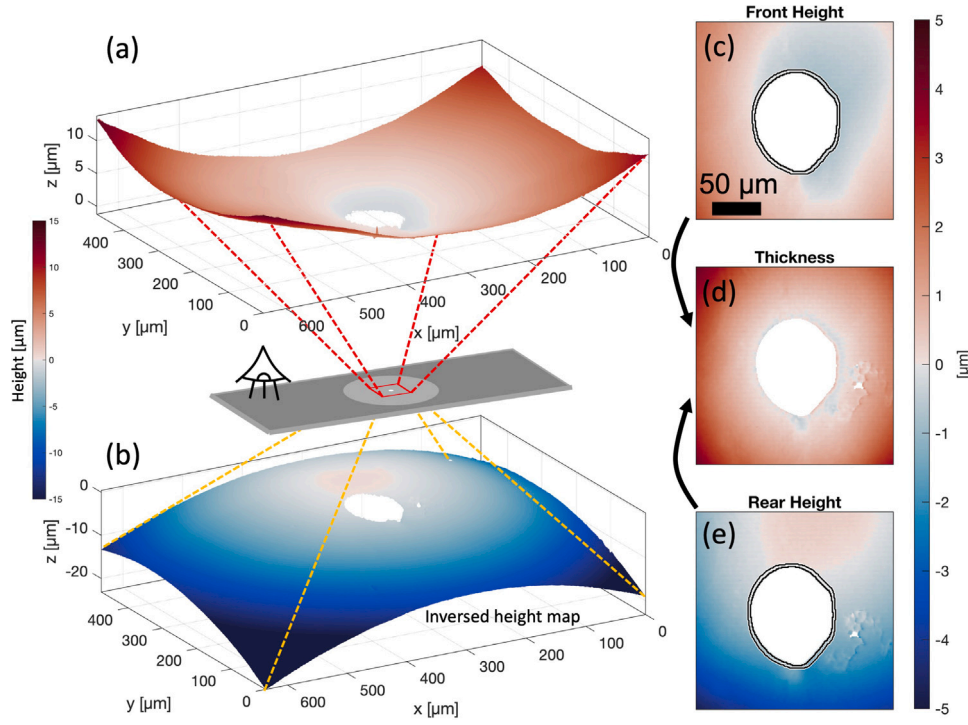 (a)
z [µm]
10
5
0
400
300
200
100
0
y [µm]
600
500
400
300
200
100
0
x [µm]
Height [µm]
15
10
5
0
-5
-10
-15
(b)
z [µm]
0
-10
-20
400
300
200
100
0
y [µm]
600
500
400
300
200
100
0
x [µm]
Inversed height map
Front Height
(c)
50 µm
Thickness
(d)
Rear Height
(e)
5
4
3
2
1
0
-1
-2
-3
-4
-5
[µm]